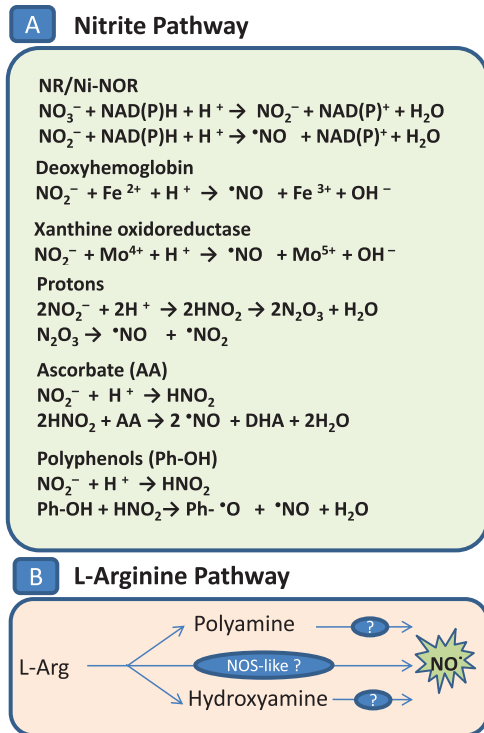 A Nitrite Pathway
NR/Ni-NOR
NO₃⁻ + NAD(P)H + H⁺ → NO₂⁻ + NAD(P)⁺ + H₂O
NO₂⁻ + NAD(P)H + H⁺ → •NO + NAD(P)⁺ + H₂O
Deoxyhemoglobin
NO₂⁻ + Fe²⁺ + H⁺ → •NO + Fe³⁺ + OH⁻
Xanthine oxidoreductase
NO₂⁻ + Mo⁴⁺ + H⁺ → •NO + Mo⁵⁺ + OH⁻
Protons
2NO₂⁻ + 2H⁺ → 2HNO₂ → 2N₂O₃ + H₂O
N₂O₃ → •NO + •NO₂
Ascorbate (AA)
NO₂⁻ + H⁺ → HNO₂
2HNO₂ + AA → 2 •NO + DHA + 2H₂O
Polyphenols (Ph-OH)
NO₂⁻ + H⁺ → HNO₂
Ph-OH + HNO₂ → Ph- •O + •NO + H₂O
B L-Arginine Pathway
Polyamine ?
L-Arg NOS-like ? NO•
Hydroxyamine ?